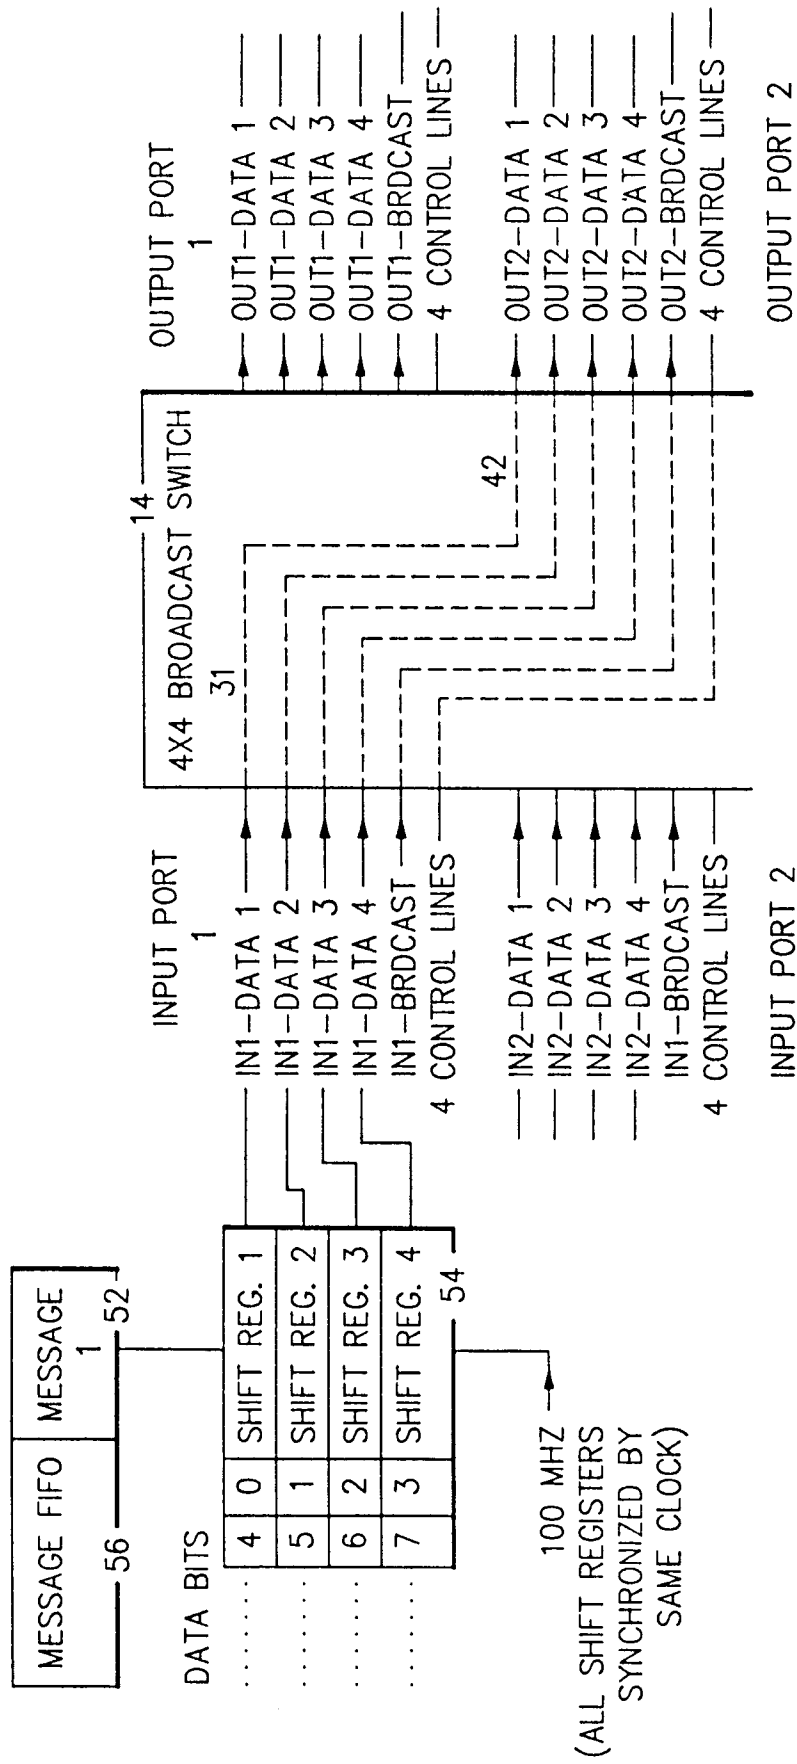 MESSAGE FIFO
56
MESSAGE
1
52
DATA BITS
4 0 SHIFT REG. 1
5 1 SHIFT REG. 2
6 2 SHIFT REG. 3
7 3 SHIFT REG. 4
54
100 MHZ
(ALL SHIFT REGISTERS
SYNCHRONIZED BY
SAME CLOCK)
INPUT PORT
1
IN1-DATA 1
IN1-DATA 2
IN1-DATA 3
IN1-DATA 4
IN1-BRDCAST
4 CONTROL LINES
IN2-DATA 1
IN2-DATA 2
IN2-DATA 3
IN2-DATA 4
IN1-BRDCAST
4 CONTROL LINES
INPUT PORT 2
14
4X4 BROADCAST SWITCH
31
42
OUTPUT PORT
1
OUT1-DATA 1
OUT1-DATA 2
OUT1-DATA 3
OUT1-DATA 4
OUT1-BRDCAST
4 CONTROL LINES
OUT2-DATA 1
OUT2-DATA 2
OUT2-DATA 3
OUT2-DATA 4
OUT2-BRDCAST
4 CONTROL LINES
OUTPUT PORT 2